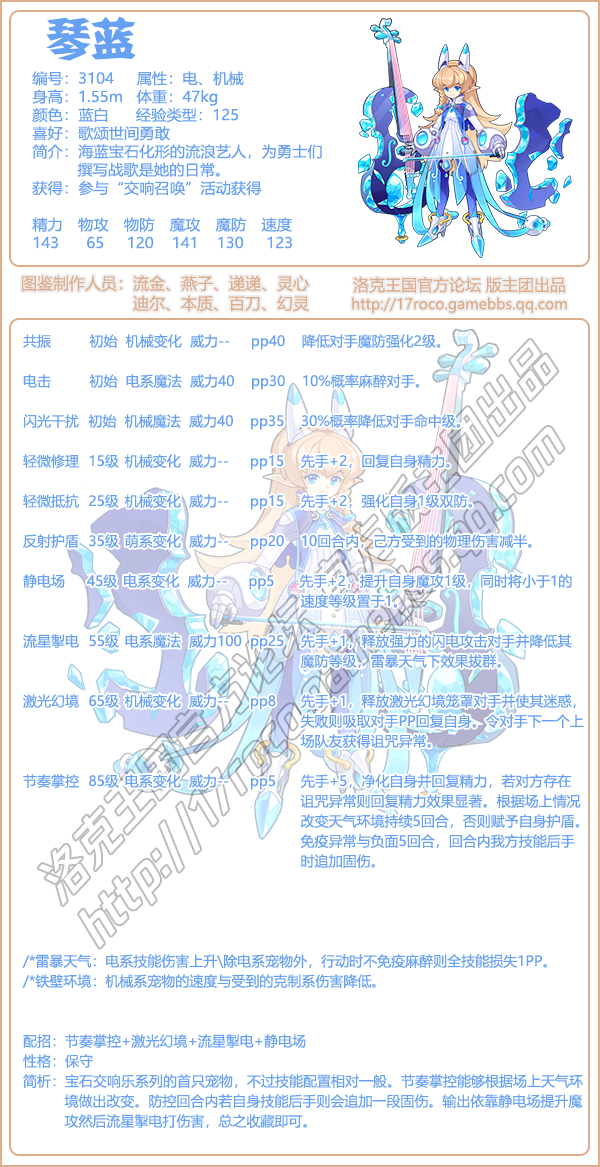 琴蓝
编号：3104 属性：电、机械
身高：1.55m 体重：47kg
颜色：蓝白 经验类型：125
喜好：歌颂世间勇敢
简介：海蓝宝石化形的流浪艺人，为勇士们
撰写战歌是她的日常。
获得：参与“交响召唤”活动获得
精力 物攻 物防 魔攻 魔防 速度
143 65 120 141 130 123
图鉴制作人员：流金、燕子、递递、灵心
迪尔、本质、百刀、幻灵
洛克王国官方论坛 版主团出品
http://17roco.gamebbs.qq.com
共振 初始 机械变化 威力-- pp40 降低对手魔防强化2级。
电击 初始 电系魔法 威力40 pp30 10%概率麻醉对手。
闪光干扰 初始 机械魔法 威力40 pp35 30%概率降低对手命中级。
轻微修理 15级 机械变化 威力-- pp15 先手+2，回复自身精力。
轻微抵抗 25级 机械变化 威力-- pp15 先手+2，强化自身1级双防。
反射护盾 35级 萌系变化 威力-- pp20 10回合内，己方受到的物理伤害减半。
静电场 45级 电系变化 威力-- pp5 先手+2，提升自身魔攻1级，同时将小于1的
速度等级置于1。
流星掣电 55级 电系魔法 威力100 pp25 先手+1，释放强力的闪电攻击对手并降低其
魔防等级，雷暴天气下效果拔群。
激光幻境 65级 机械变化 威力-- pp8 先手+1，释放激光幻境笼罩对手并使其迷惑，
失败则吸取对手PP回复自身。令对手下一个上
场队友获得诅咒异常。
节奏掌控 85级 电系变化 威力-- pp5 先手+5，净化自身并回复精力，若对方存在
诅咒异常则回复精力效果显著。根据场上情况
改变天气环境持续5回合，否则赋予自身护盾。
免疫异常与负面5回合，回合内我方技能后手
时追加固伤。
洛克王国官方论坛版主团出品
http://17roco.gamebbs.qq.com
/*雷暴天气：电系技能伤害上升\除电系宠物外，行动时不免疫麻醉则全技能损失1PP。
/*铁壁环境：机械系宠物的速度与受到的克制系伤害降低。
配招：节奏掌控+激光幻境+流星掣电+静电场
性格：保守
简析：宝石交响乐系列的首只宠物，不过技能配置相对一般。节奏掌控能够根据场上天气环
境做出改变。防控回合内若自身技能后手则会追加一段固伤。输出依靠静电场提升魔
攻然后流星掣电打伤害，总之收藏即可。